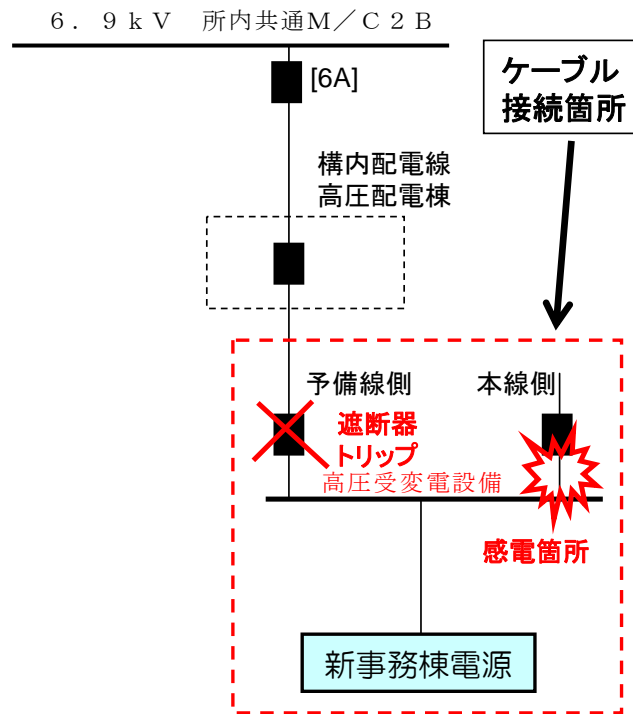 ６．９ｋＶ　所内共通Ｍ／Ｃ２Ｂ
[6A]
ケーブル
接続箇所
構内配電線
高圧配電棟
予備線側
本線側
遮断器
トリップ
高圧受変電設備
感電箇所
新事務棟電源